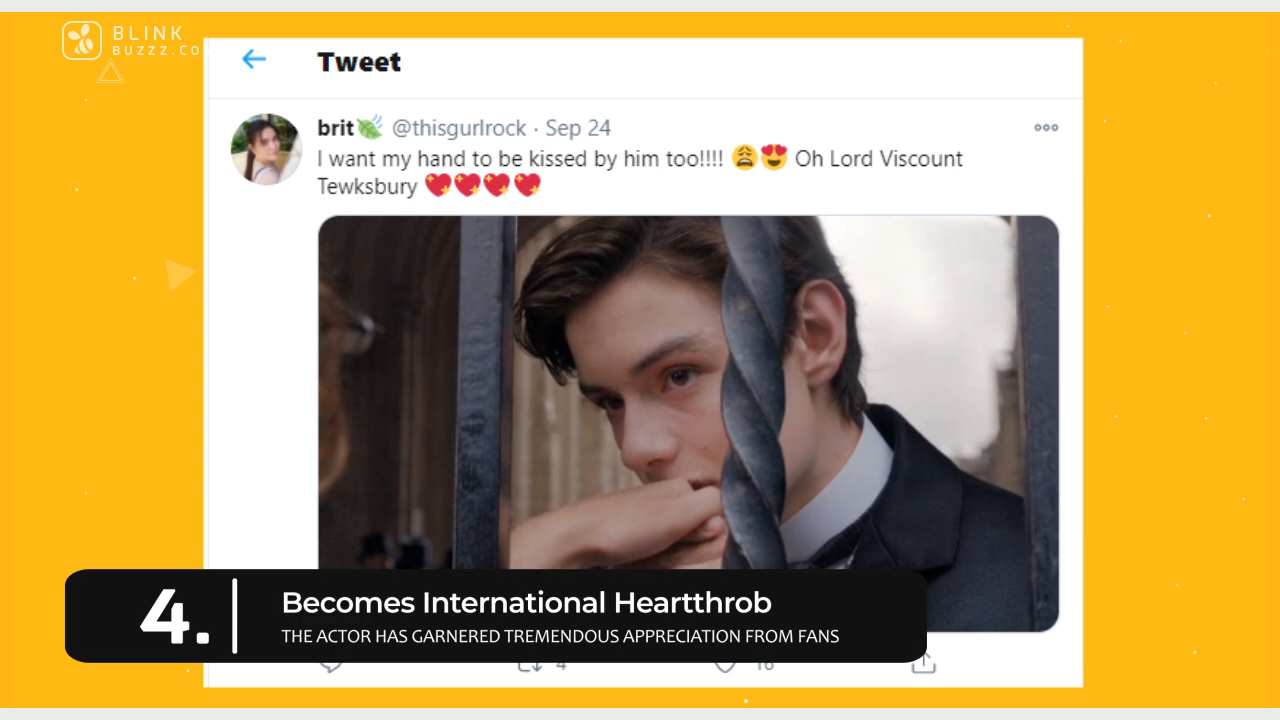 BLINK
BUZZZ.CO
Tweet
brit @thisgurlrock · Sep 24
I want my hand to be kissed by him too!!!! 😩😍 Oh Lord Viscount
Tewksbury 💖💖💖💖
4.
Becomes International Heartthrob
THE ACTOR HAS GARNERED TREMENDOUS APPRECIATION FROM FANS
4 16